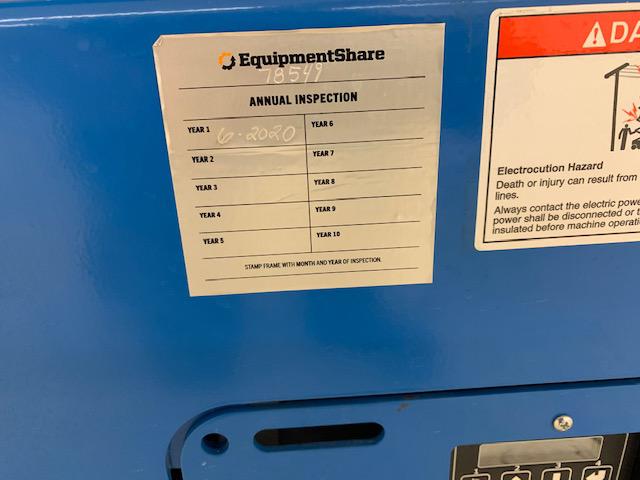 EquipmentShare
78549
ANNUAL INSPECTION
YEAR 1 6-2020 YEAR 6
YEAR 2 YEAR 7
YEAR 3 YEAR 8
YEAR 4 YEAR 9
YEAR 5 YEAR 10
STAMP FRAME WITH MONTH AND YEAR OF INSPECTION.
DA
Electrocution Hazard
Death or injury can result from
lines.
Always contact the electric powe
power shall be disconnected or t
insulated before machine operati